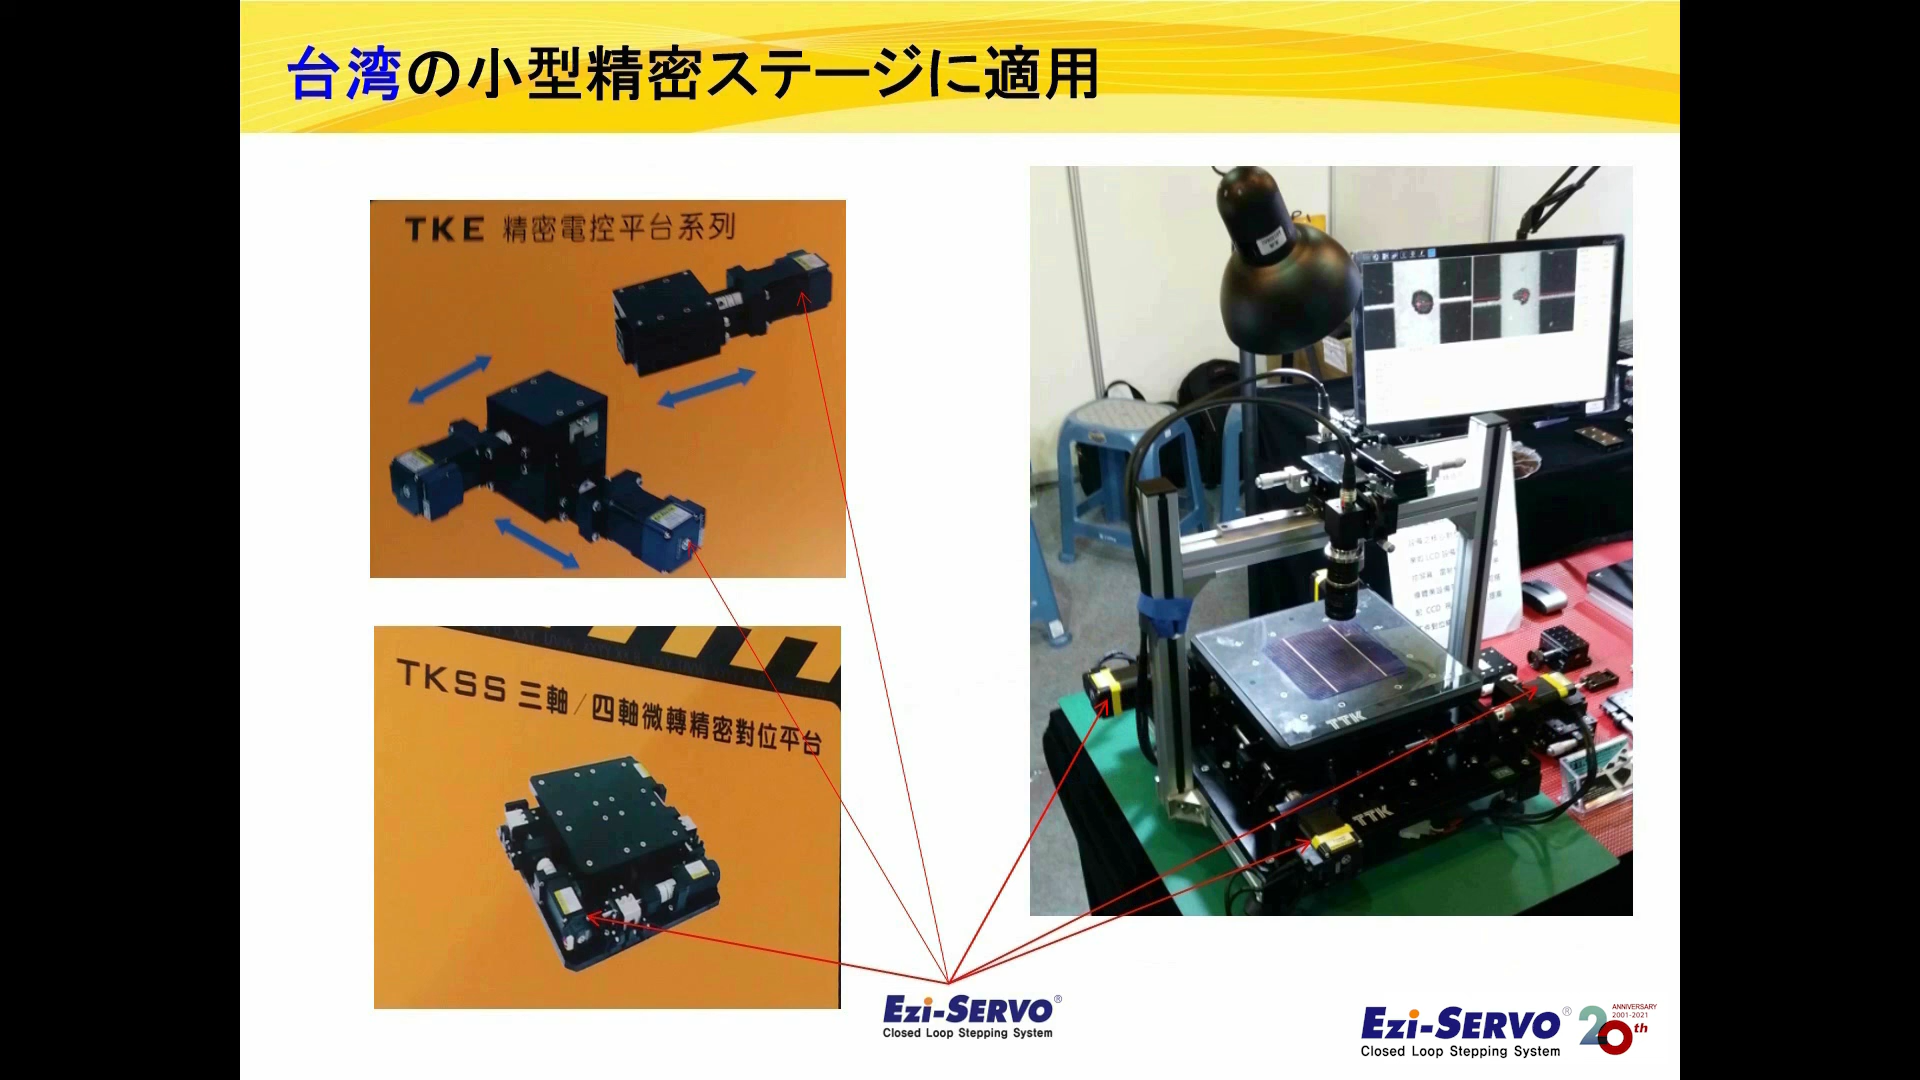 台湾の小型精密ステージに適用
TKE 精密電控平台系列
TKSS 三軸/四軸微轉精密對位平台
TTK
TTK
Ezi-SERVO®
Closed Loop Stepping System
Ezi-SERVO®
Closed Loop Stepping System
20th
ANNIVERSARY
2001-2021